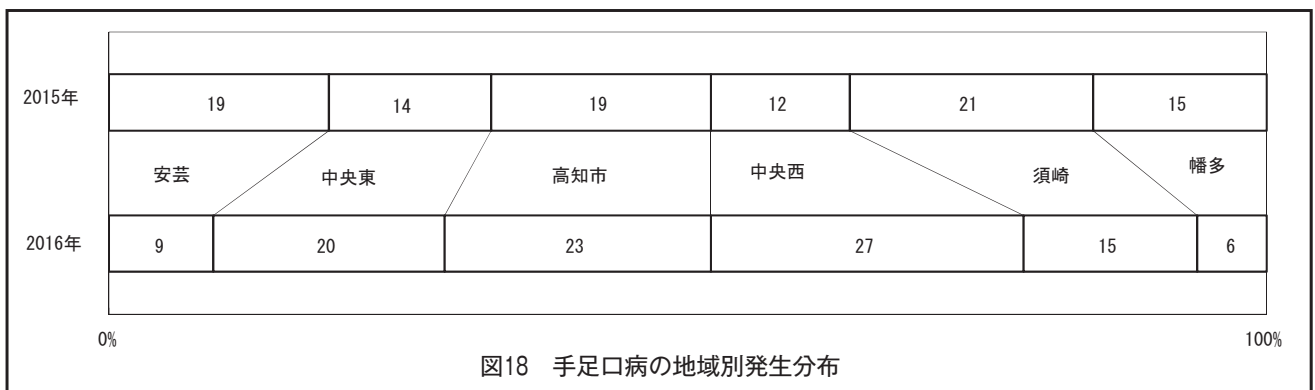 2015年 19 14 19 12 21 15
安芸 中央東 高知市 中央西 須崎 幡多
2016年 9 20 23 27 15 6
0% 100%
図18 手足口病の地域別発生分布